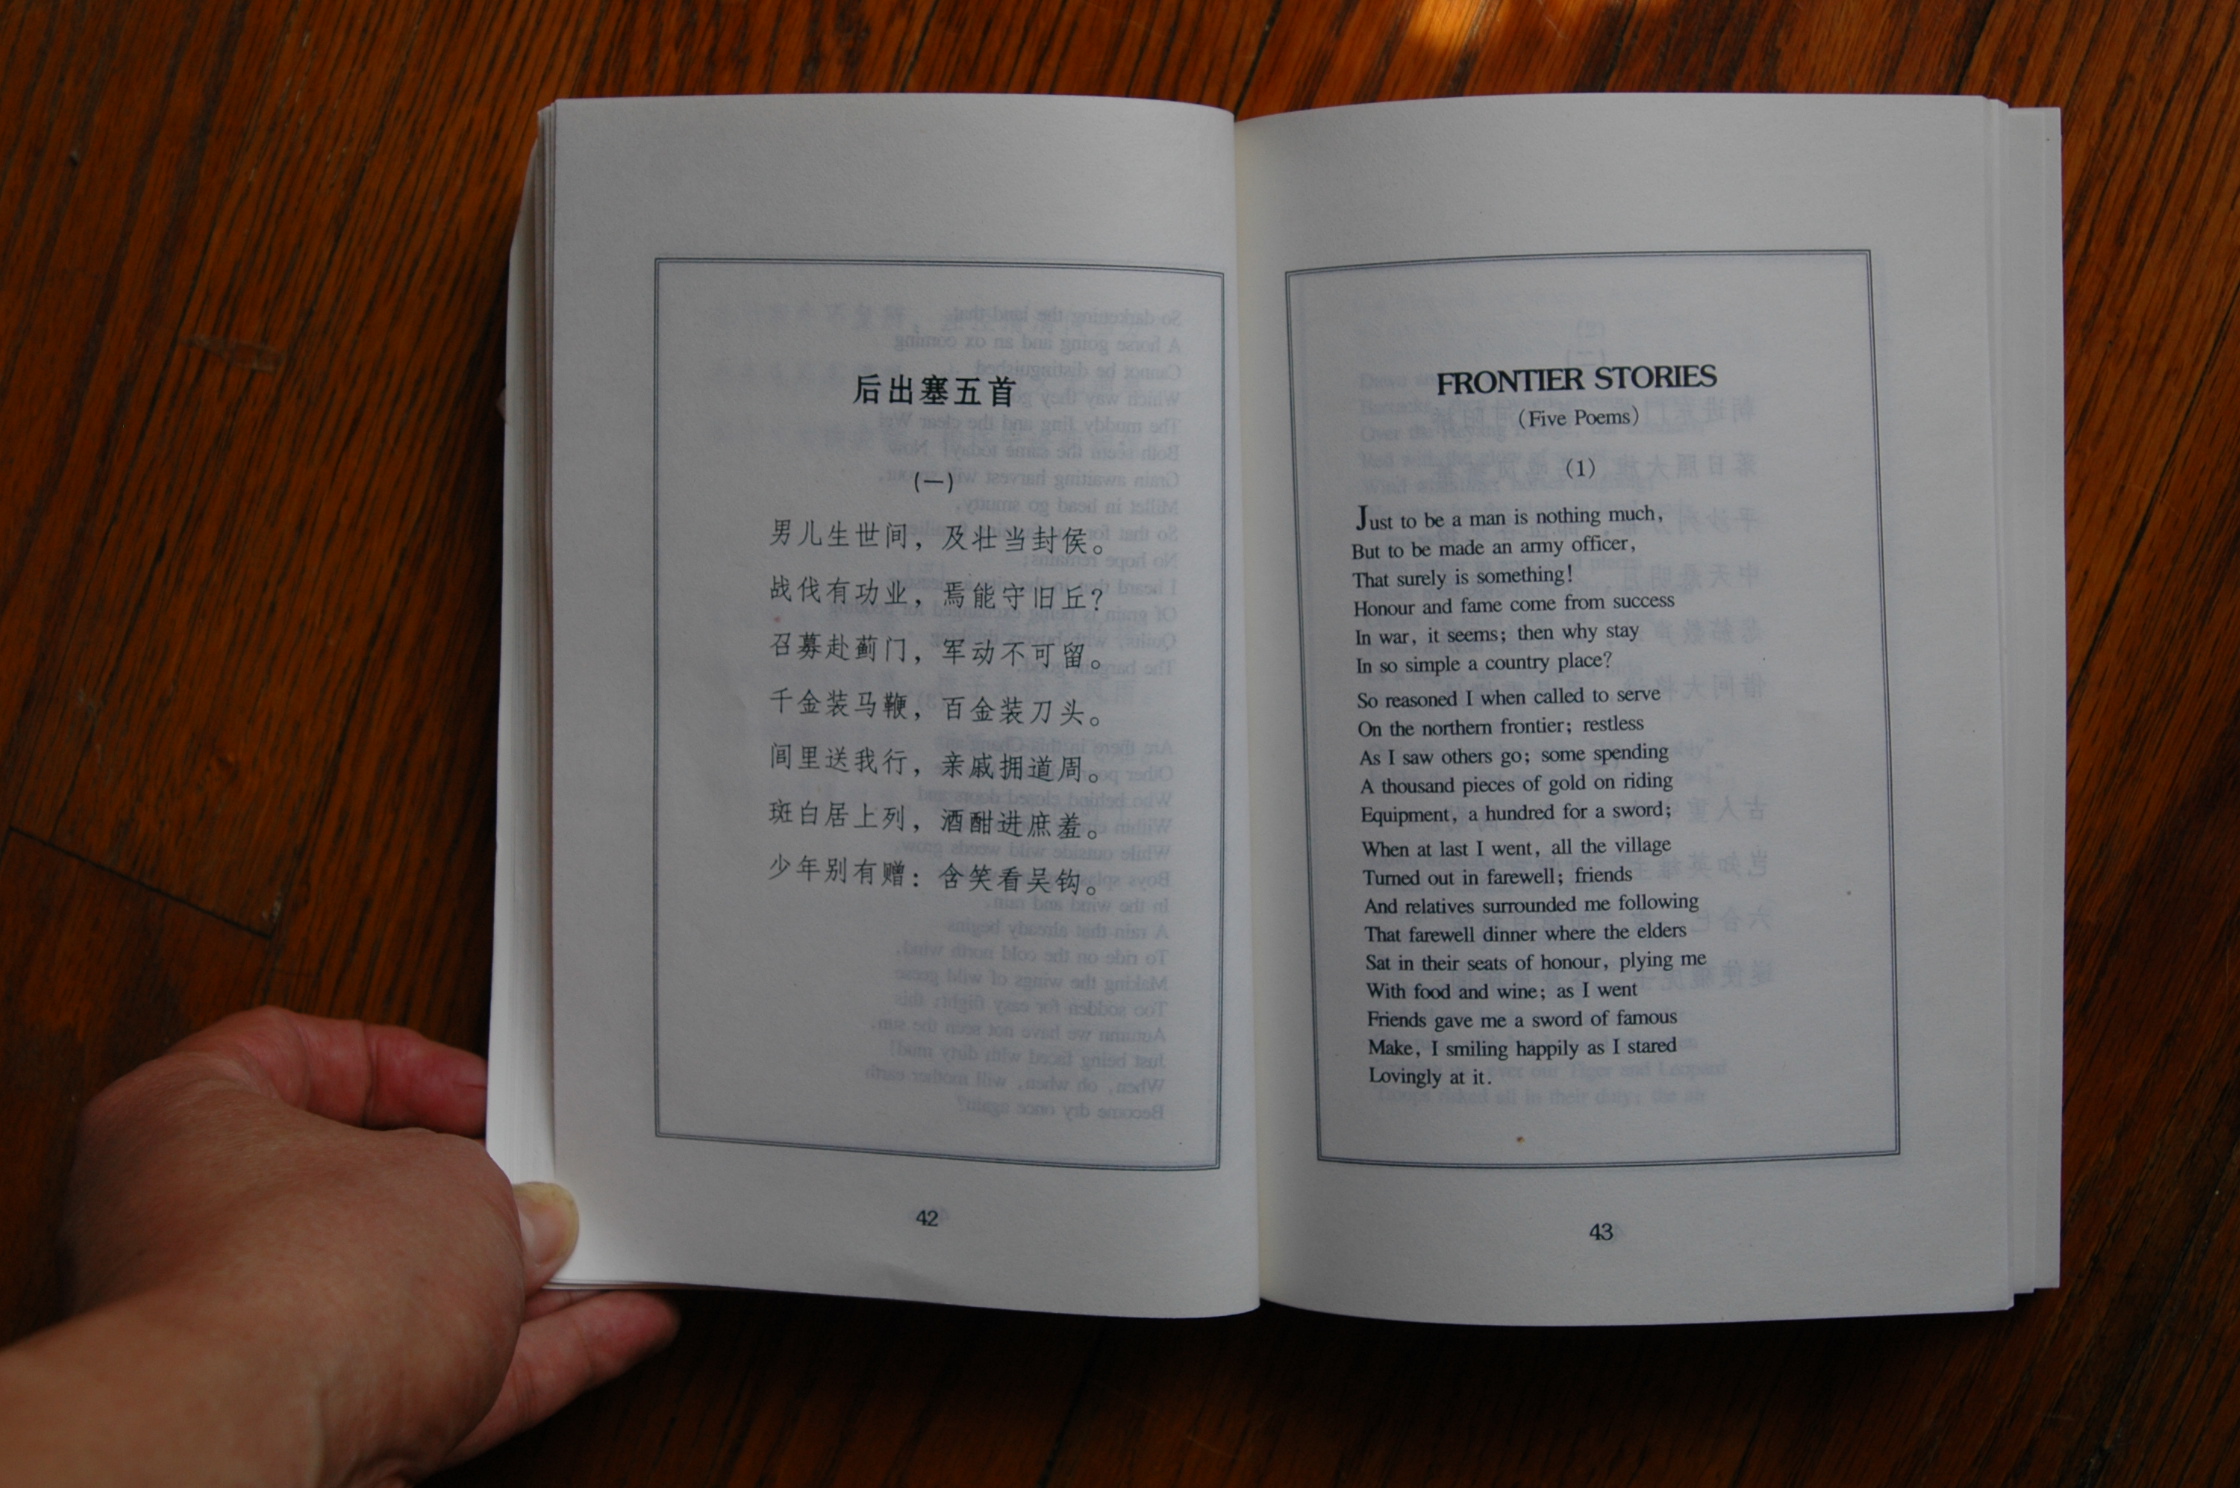 后出塞五首
(一)
男儿生世间，及壮当封侯。
战伐有功业，焉能守旧丘？
召募赴蓟门，军动不可留。
千金装马鞭，百金装刀头。
闾里送我行，亲戚拥道周。
斑白居上列，酒酣进庶羞。
少年别有赠：含笑看吴钩。
42
FRONTIER STORIES
(Five Poems)
(1)
Just to be a man is nothing much,
But to be made an army officer,
That surely is something!
Honour and fame come from success
In war, it seems; then why stay
In so simple a country place?
So reasoned I when called to serve
On the northern frontier; restless
As I saw others go; some spending
A thousand pieces of gold on riding
Equipment, a hundred for a sword;
When at last I went, all the village
Turned out in farewell; friends
And relatives surrounded me following
That farewell dinner where the elders
Sat in their seats of honour, plying me
With food and wine; as I went
Friends gave me a sword of famous
Make, I smiling happily as I stared
Lovingly at it.
43